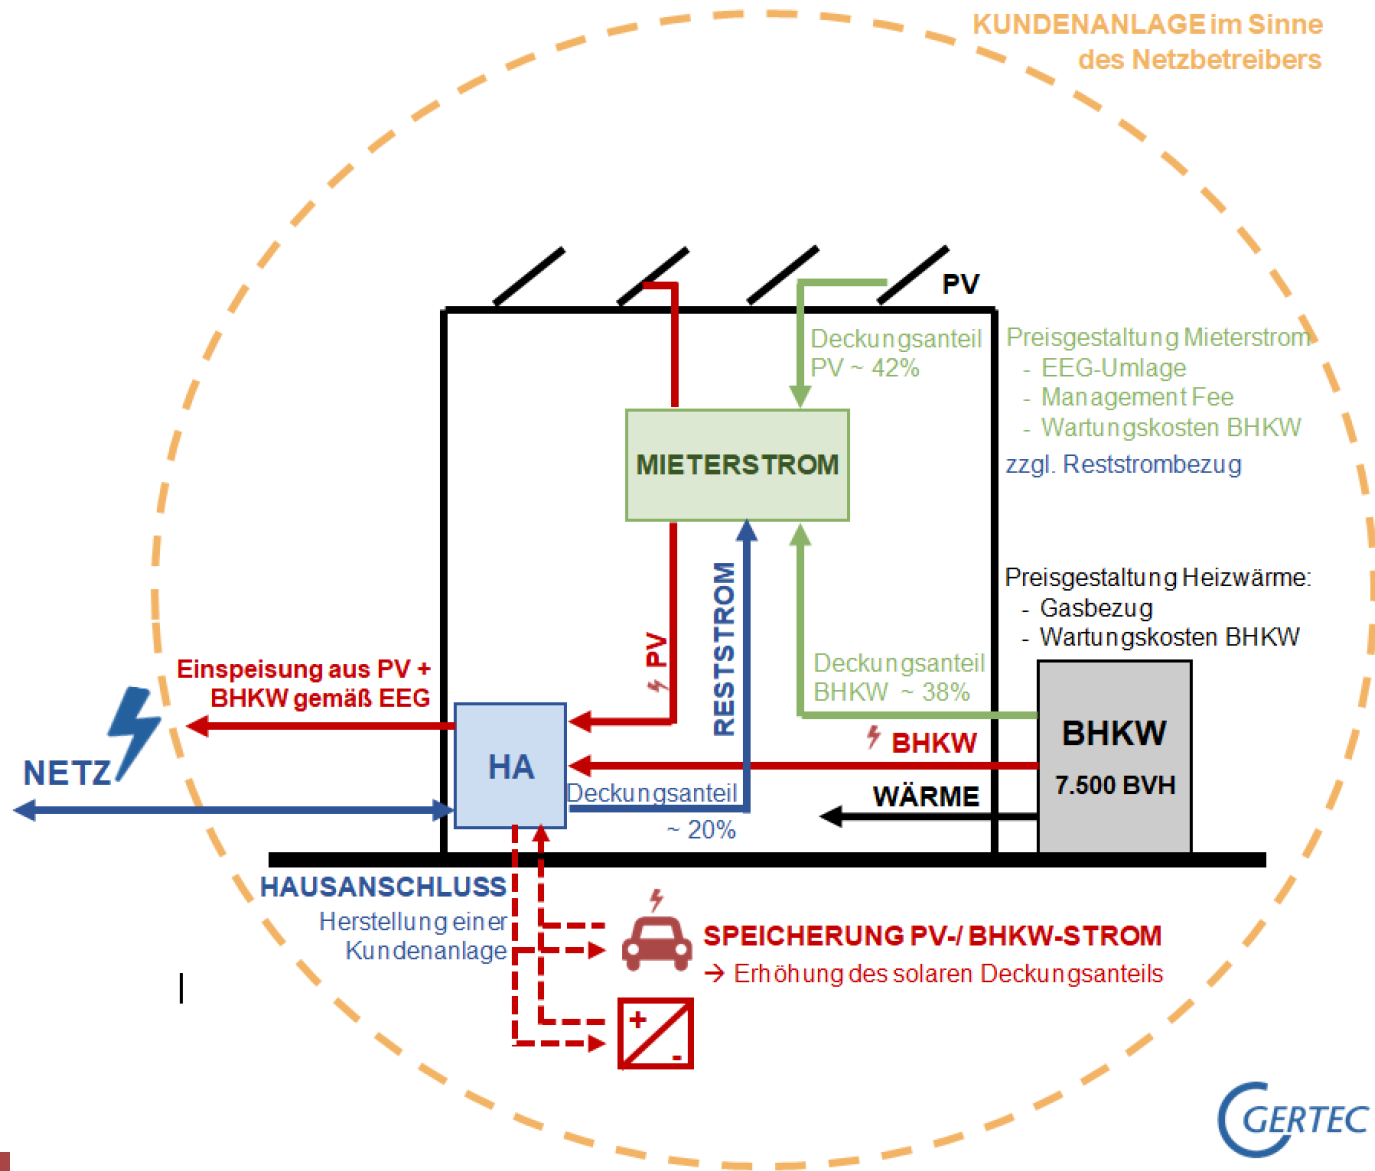 KUNDENANLAGE im Sinne
des Netzbetreibers
PV
Deckungsanteil
PV ~ 42%
Preisgestaltung Mieterstrom
- EEG-Umlage
- Management Fee
- Wartungskosten BHKW
zzgl. Reststrombezug
MIETERSTROM
PV
RESTSTROM
Preisgestaltung Heizwärme:
- Gasbezug
- Wartungskosten BHKW
Deckungsanteil
BHKW ~ 38%
Einspeisung aus PV +
BHKW gemäß EEG
NETZ
HA
BHKW
BHKW
7.500 BVH
WÄRME
Deckungsanteil
~ 20%
HAUSANSCHLUSS
Herstellung einer
Kundenanlage
SPEICHERUNG PV-/ BHKW-STROM
→ Erhöhung des solaren Deckungsanteils
+
-
GERTEC